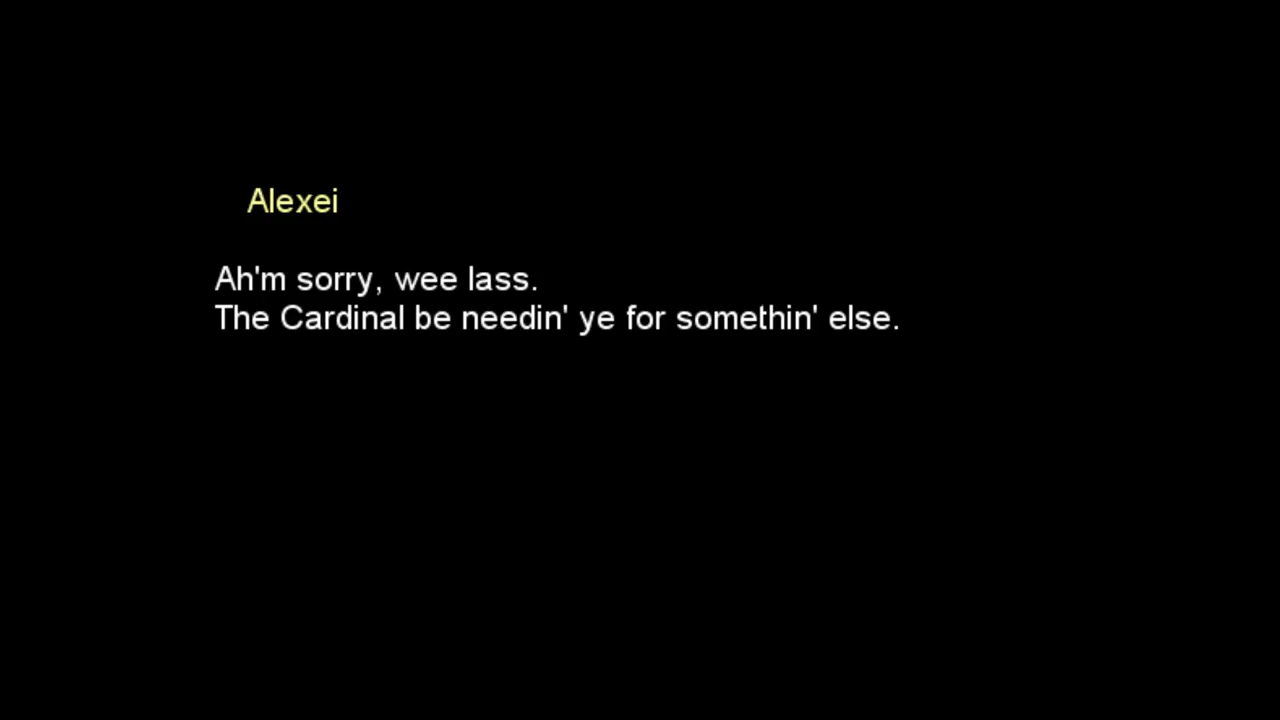 Alexei
Ah'm sorry, wee lass.
The Cardinal be needin' ye for somethin' else.